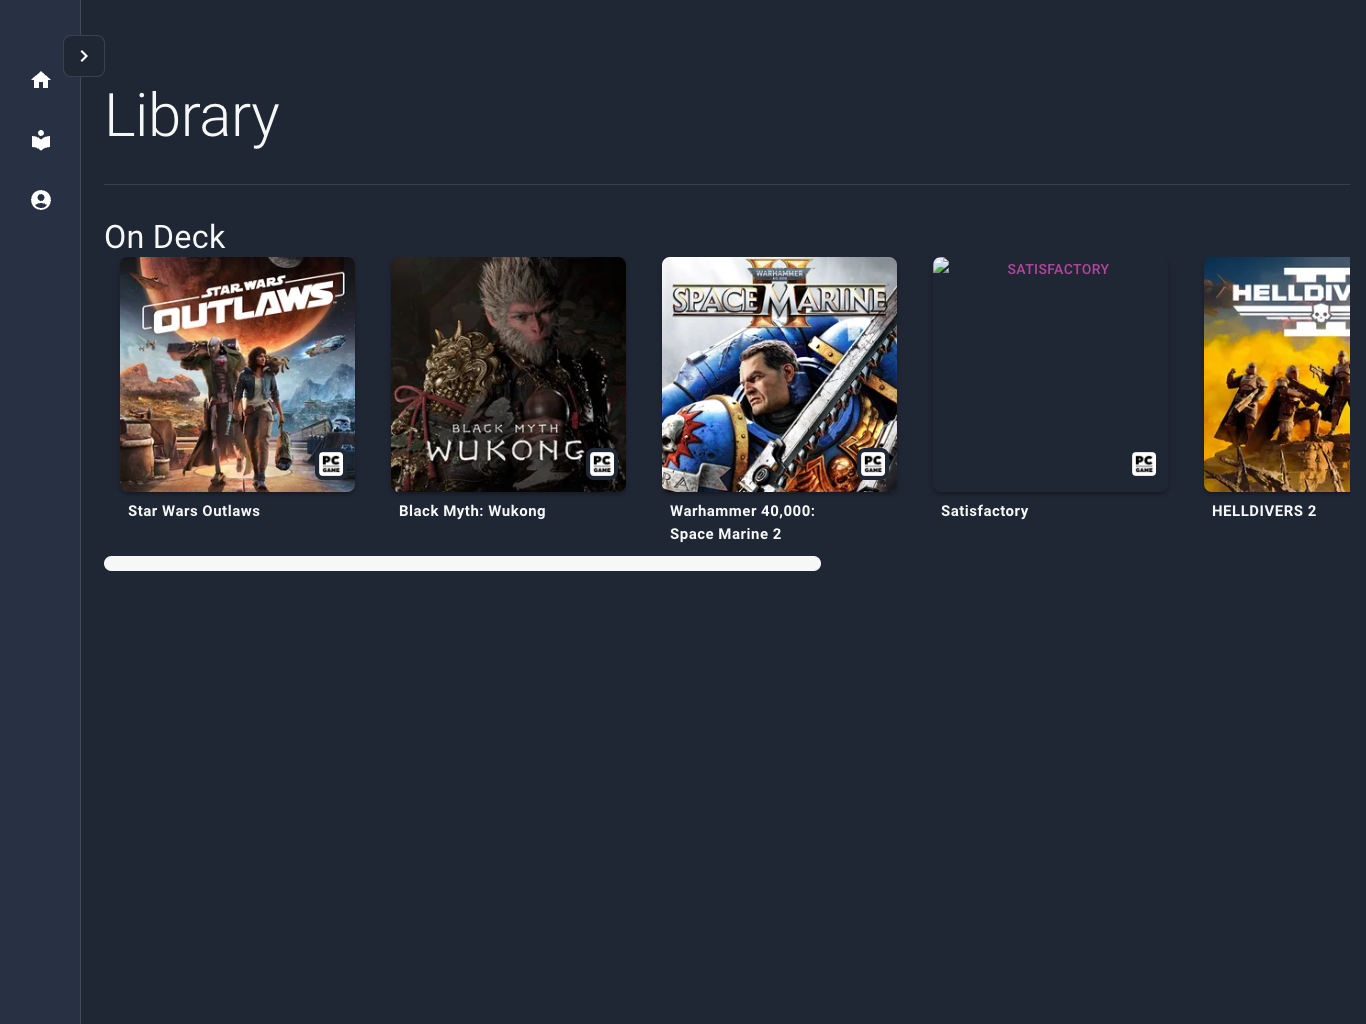 Library
On Deck
STAR WARS
OUTLAWS
PC
GAME
Star Wars Outlaws
BLACK MYTH
WUKONG
PC
GAME
Black Myth: Wukong
WARHAMMER
SPACE MARINE
II
PC
GAME
Warhammer 40,000:
Space Marine 2
SATISFACTORY
PC
GAME
Satisfactory
HELLDIV
II
HELLDIVERS 2